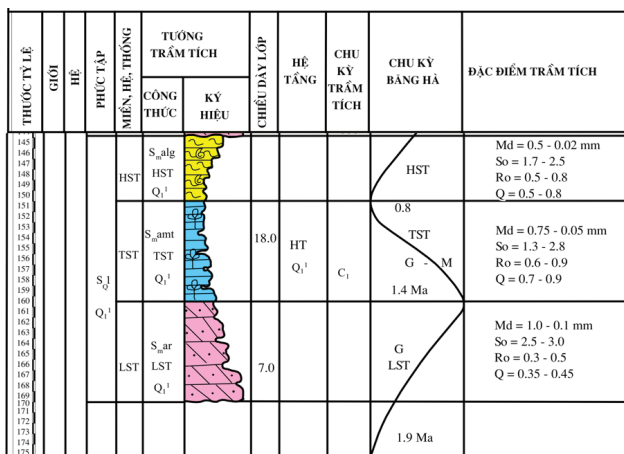 THƯỚC TỶ LỆ
GIỚI
HỆ
PHỨC TẬP
MIỀN, HỆ, THỐNG
TƯỚNG
TRẦM TÍCH
CÔNG
THỨC
KÝ
HIỆU
CHIỀU DÀY LỚP
HỆ
TẦNG
CHU
KỲ
TRẦM
TÍCH
CHU KỲ
BĂNG HÀ
ĐẶC ĐIỂM TRẦM TÍCH
145
146
147
148
149
150
151
152
153
154
155
156
157
158
159
160
161
162
163
164
165
166
167
168
169
170
171
172
173
174
175
S_Q1
Q₁¹
HST
S_malg
HST
Q₁¹
HST
Md = 0.5 - 0.02 mm
So = 1.7 - 2.5
Ro = 0.5 - 0.8
Q = 0.5 - 0.8
TST
S_mamt
TST
Q₁¹
18.0
HT
Q₁¹
C₁
0.8
TST
G - M
1.4 Ma
Md = 0.75 - 0.05 mm
So = 1.3 - 2.8
Ro = 0.6 - 0.9
Q = 0.7 - 0.9
LST
S_mar
LST
Q₁¹
7.0
G
LST
1.9 Ma
Md = 1.0 - 0.1 mm
So = 2.5 - 3.0
Ro = 0.3 - 0.5
Q = 0.35 - 0.45